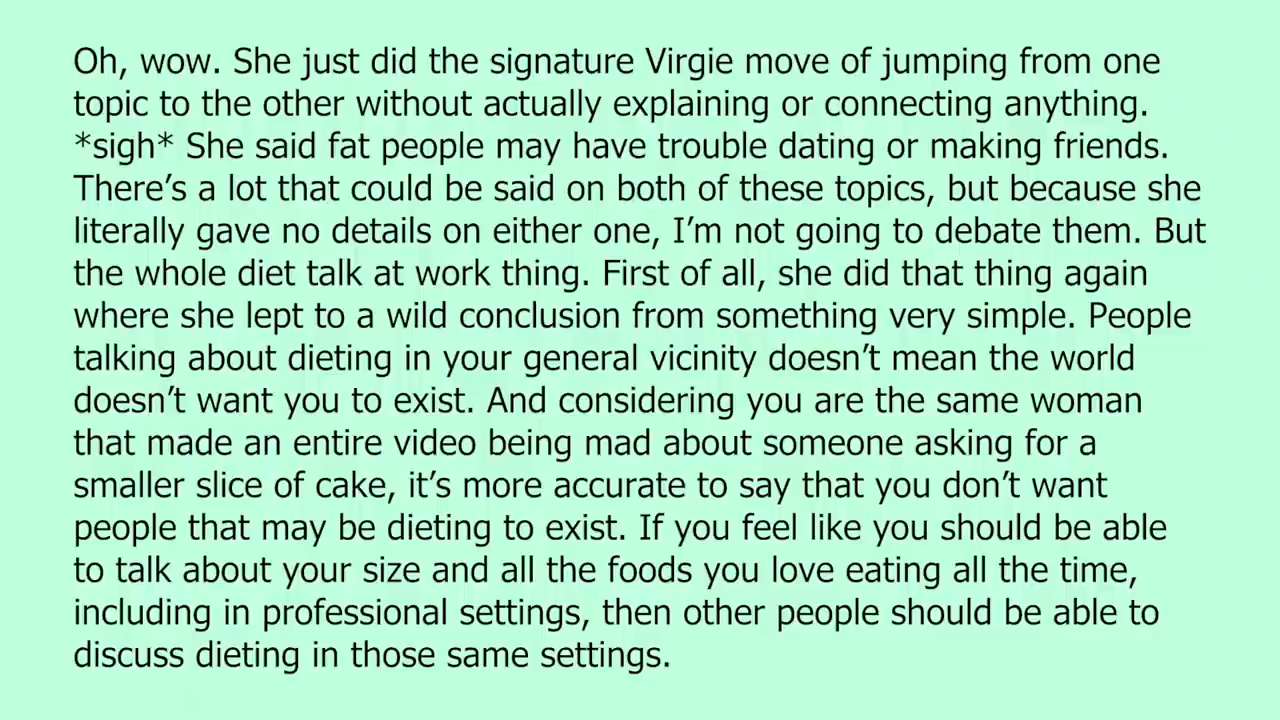 Oh, wow. She just did the signature Virgie move of jumping from one
topic to the other without actually explaining or connecting anything.
*sigh* She said fat people may have trouble dating or making friends.
There’s a lot that could be said on both of these topics, but because she
literally gave no details on either one, I’m not going to debate them. But
the whole diet talk at work thing. First of all, she did that thing again
where she lept to a wild conclusion from something very simple. People
talking about dieting in your general vicinity doesn’t mean the world
doesn’t want you to exist. And considering you are the same woman
that made an entire video being mad about someone asking for a
smaller slice of cake, it’s more accurate to say that you don’t want
people that may be dieting to exist. If you feel like you should be able
to talk about your size and all the foods you love eating all the time,
including in professional settings, then other people should be able to
discuss dieting in those same settings.